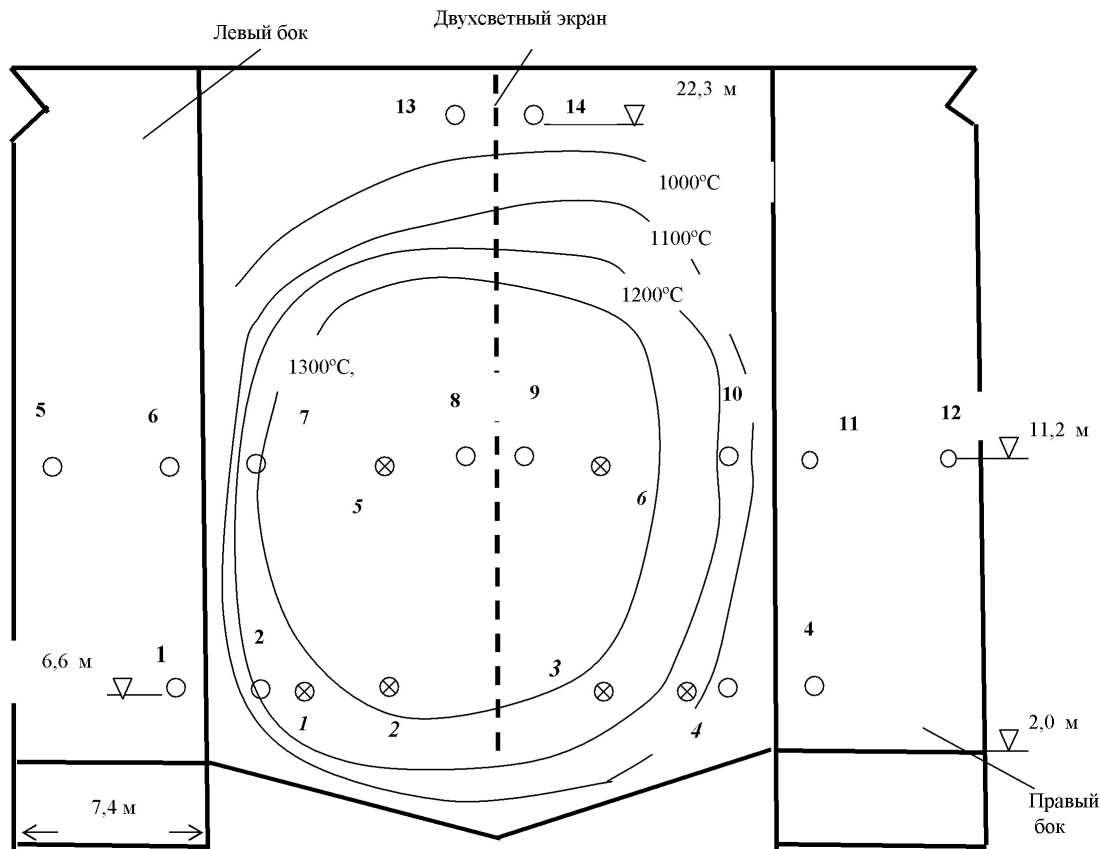 Двухсветный экран
Левый бок
22,3 м
13
14
1000°C
1100°C
1200°C
1300°C,
5
6
7
8
9
10
11
12
11,2 м
5
6
6,6 м
1
2
3
4
1
2
4
2,0 м
7,4 м
Правый
бок